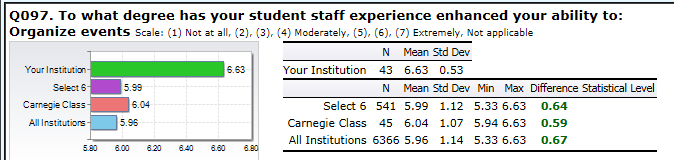 Q097. To what degree has your student staff experience enhanced your ability to:
Organize events Scale: (1) Not at all, (2), (3), (4) Moderately, (5), (6), (7) Extremely, Not applicable
Your Institution 6.63
Select 6 5.99
Carnegie Class 6.04
All Institutions 5.96
5.80 6.00 6.20 6.40 6.60 6.80
N Mean Std Dev
Your Institution 43 6.63 0.53
N Mean Std Dev Min Max Difference Statistical Level
Select 6 541 5.99 1.12 5.33 6.63 0.64
Carnegie Class 45 6.04 1.07 5.94 6.63 0.59
All Institutions 6366 5.96 1.14 5.33 6.63 0.67